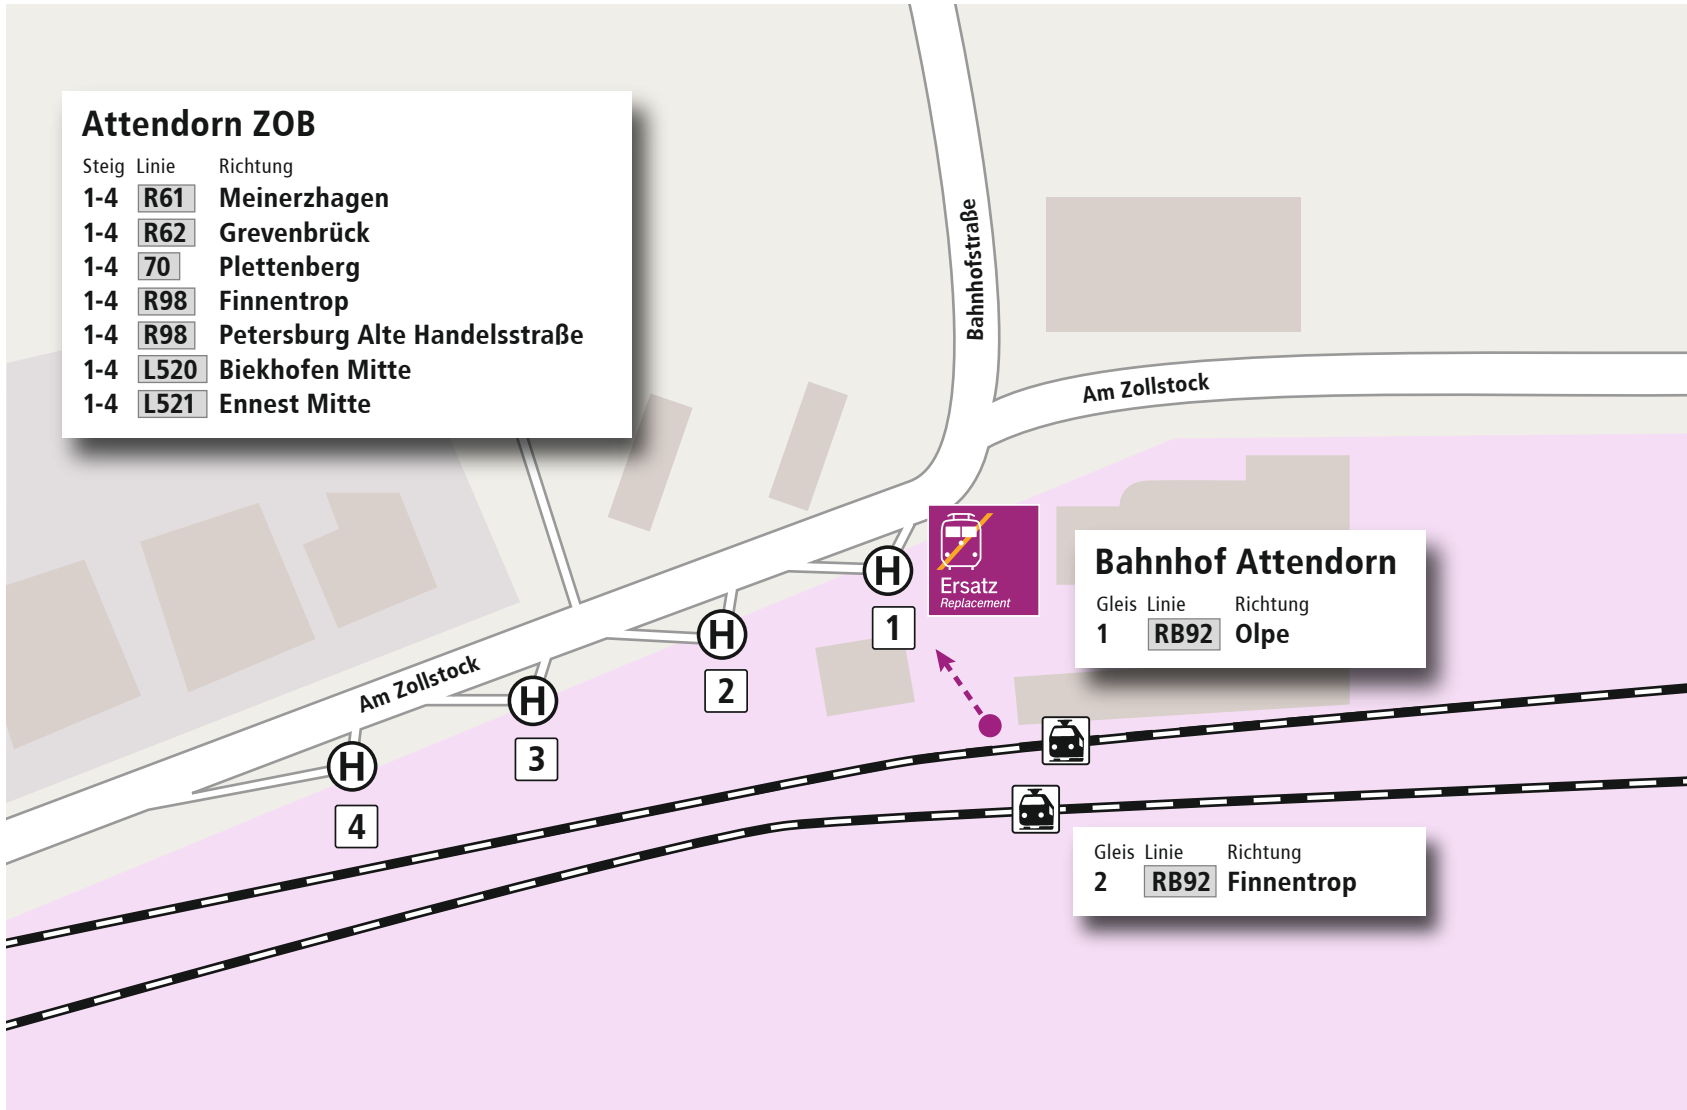 Attendorn ZOB
Steig Linie Richtung
1-4 R61 Meinerzhagen
1-4 R62 Grevenbrück
1-4 70 Plettenberg
1-4 R98 Finnentrop
1-4 R98 Petersburg Alte Handelsstraße
1-4 L520 Biekhofen Mitte
1-4 L521 Ennest Mitte
Bahnhofstraße
Am Zollstock
Am Zollstock
H
1
H
2
H
3
H
4
Ersatz
Replacement
Bahnhof Attendorn
Gleis Linie Richtung
1 RB92 Olpe
Gleis Linie Richtung
2 RB92 Finnentrop